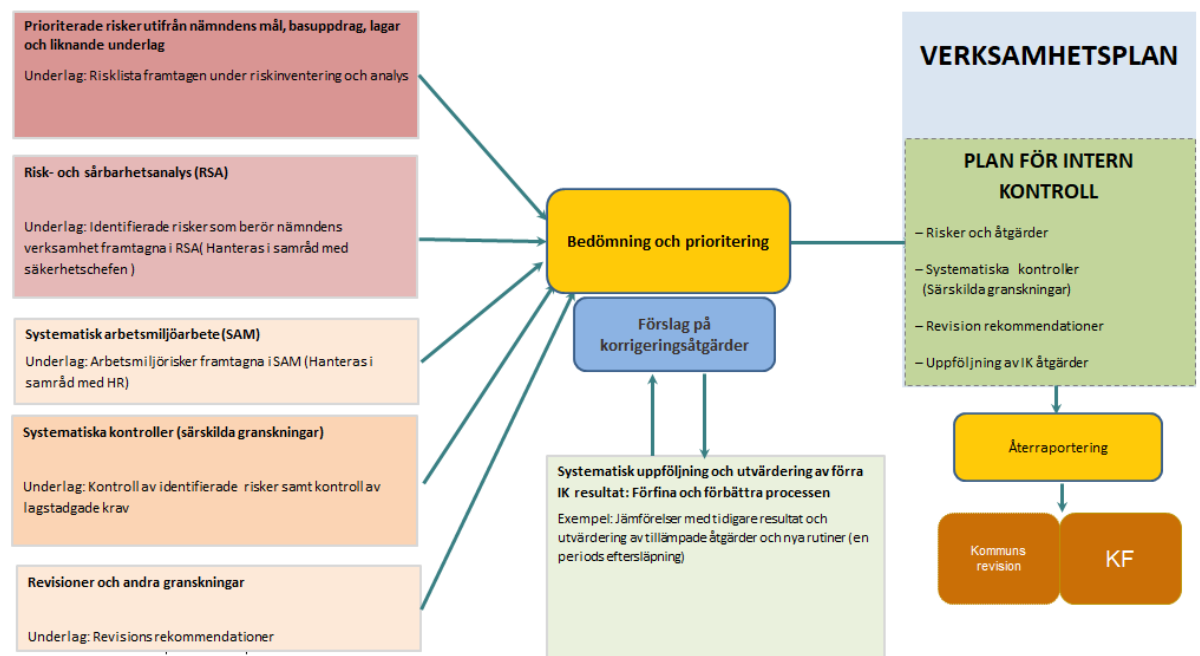 Prioriterade risker utifrån nämndens mål, basuppdrag, lagar
och liknande underlag
Underlag: Risklista framtagen under riskinventering och analys
Risk- och sårbarhetsanalys (RSA)
Underlag: Identifierade risker som berör nämndens
verksamhet framtagna i RSA( Hanteras i samråd med
säkerhetschefen )
Systematisk arbetsmiljöarbete (SAM)
Underlag: Arbetsmiljörisker framtagna i SAM (Hanteras i
samråd med HR)
Systematiska kontroller (särskilda granskningar)
Underlag: Kontroll av identifierade risker samt kontroll av
lagstadgade krav
Revisioner och andra granskningar
Underlag: Revisions rekommendationer
Bedömning och prioritering
Förslag på
korrigeringsåtgärder
Systematisk uppföljning och utvärdering av förra
IK resultat: Förfina och förbättra processen
Exempel: Jämförelser med tidigare resultat och
utvärdering av tillämpade åtgärder och nya rutiner (en
periods eftersläpning)
VERKSAMHETSPLAN
PLAN FÖR INTERN
KONTROLL
– Risker och åtgärder
– Systematiska kontroller
(Särskilda granskningar)
– Revision rekommendationer
– Uppföljning av IK åtgärder
Återraportering
Kommuns
revision
KF